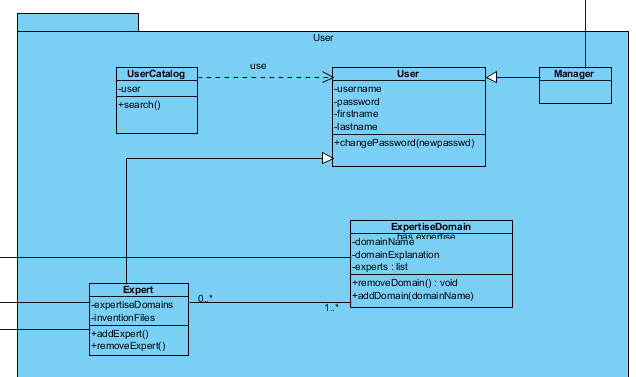 User
UserCatalog
-user
+search()
use
User
-username
-password
-firstname
-lastname
+changePassword(newpasswd)
Manager
ExpertiseDomain
has expertise
-domainName
-domainExplanation
-experts : list
+removeDomain() : void
+addDomain(domainName)
Expert
-expertiseDomains
-inventionFiles
+addExpert()
+removeExpert()
0..*
1..*